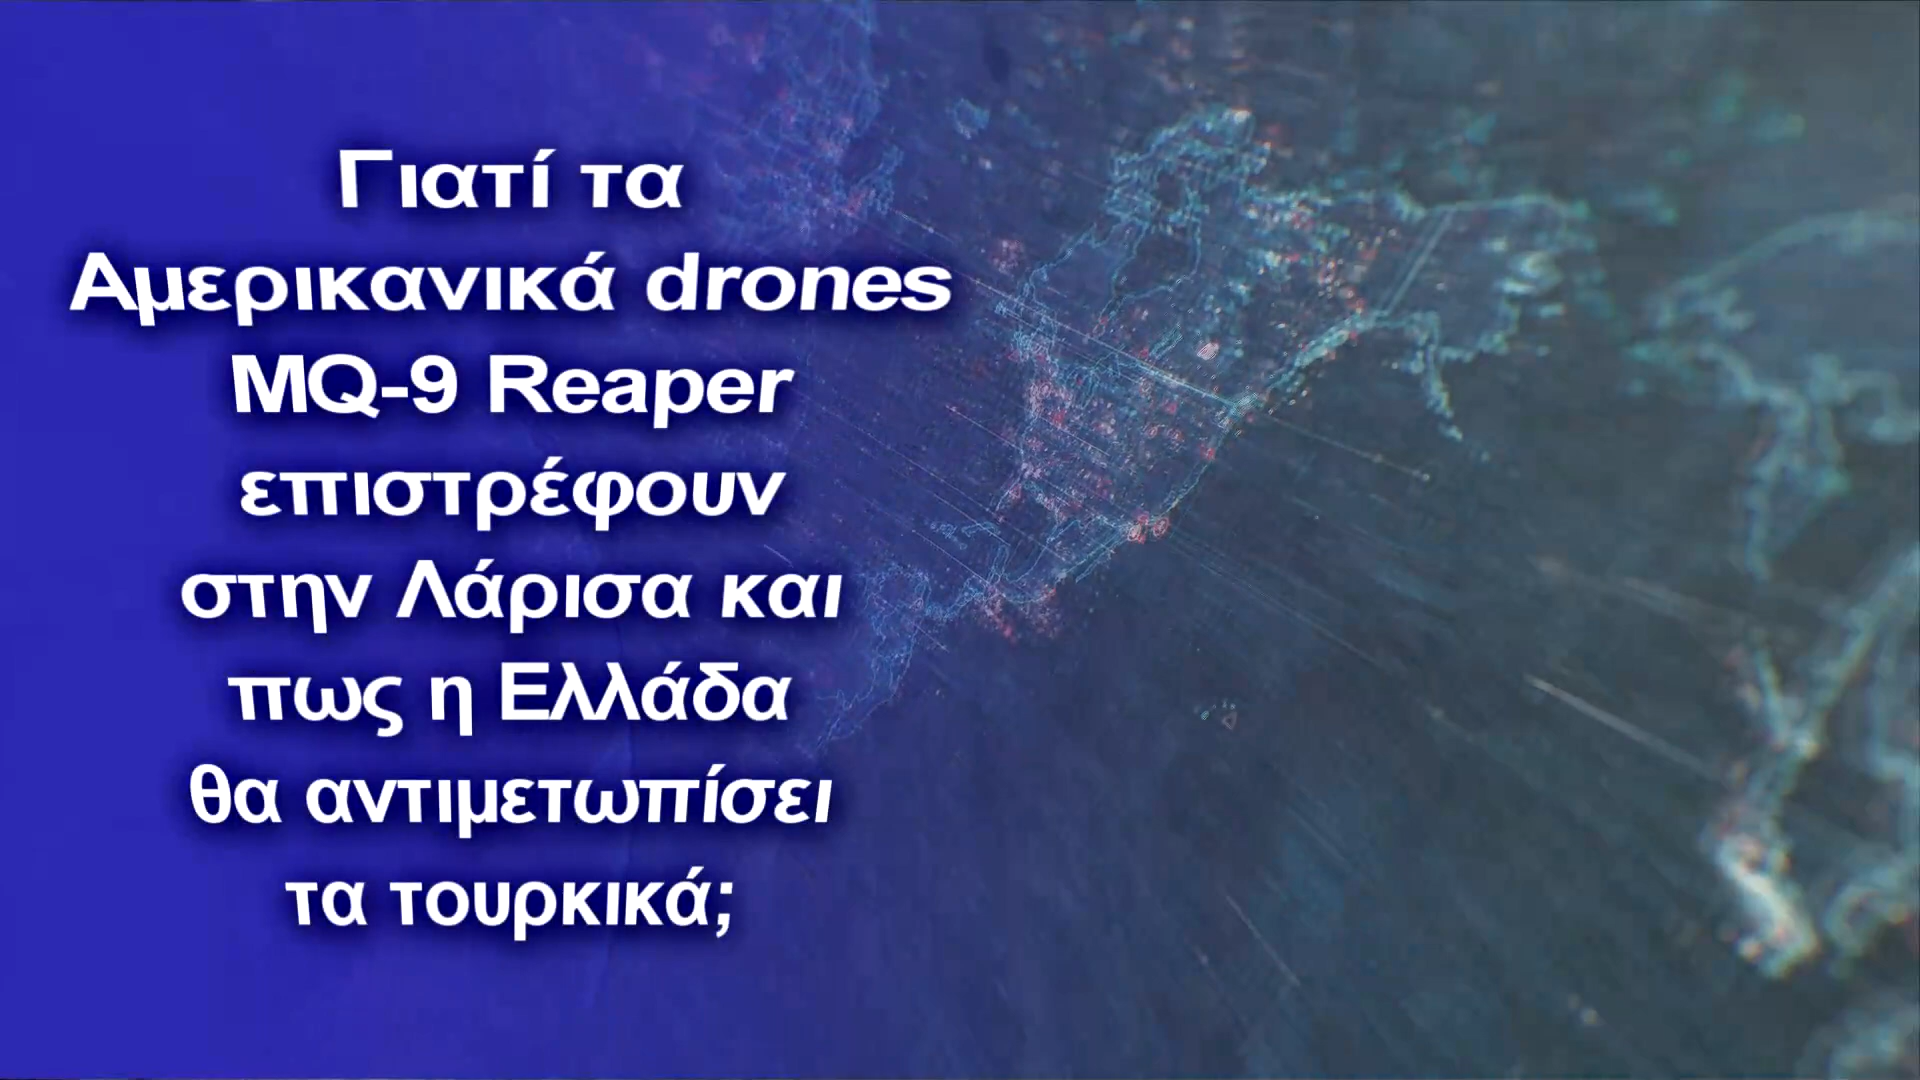 Γιατί τα
Αμερικανικά drones
MQ-9 Reaper
επιστρέφουν
στην Λάρισα και
πως η Ελλάδα
θα αντιμετωπίσει
τα τουρκικά;